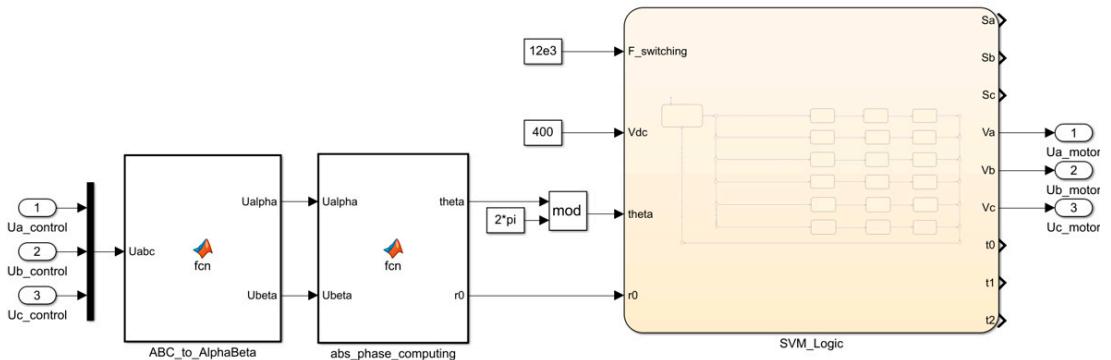 Sa
12e3
F_switching
Sb
Sc
400
Vdc
Va
1
Ua_motor
Vb
2
Ub_motor
Vc
3
Uc_motor
1
Ua_control
2
Ub_control
3
Uc_control
Uabc
fcn
Ualpha
Ubeta
ABC_to_AlphaBeta
Ualpha
Ubeta
fcn
theta
r0
abs_phase_computing
2*pi
mod
theta
r0
t0
t1
t2
SVM_Logic